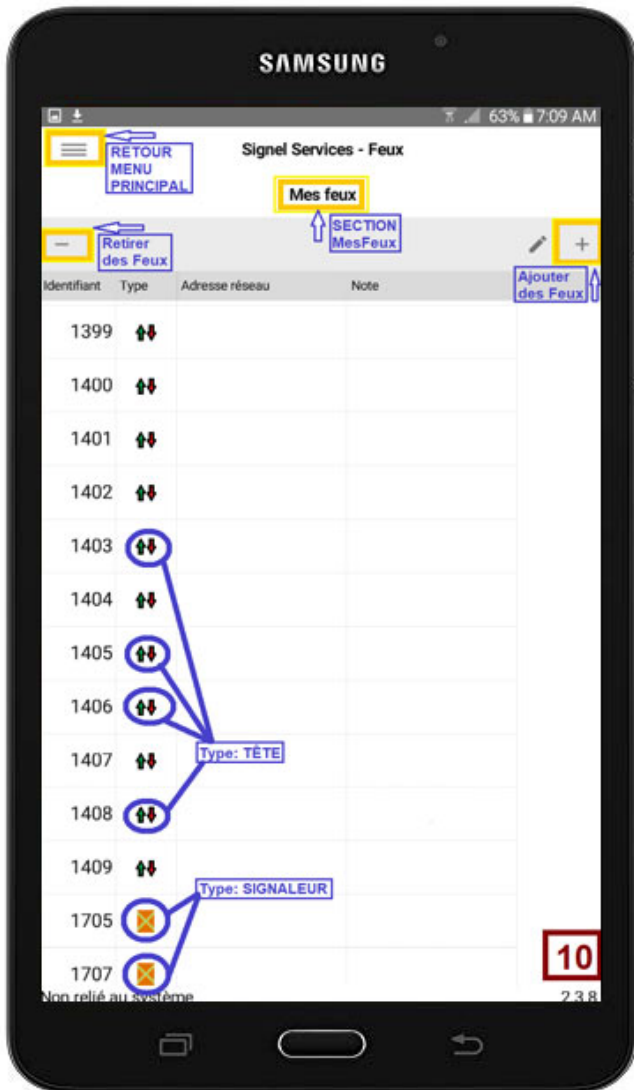 SAMSUNG
63% 7:09 AM
RETOUR
MENU
PRINCIPAL
Signel Services - Feux
Mes feux
SECTION
MesFeux
Retirer
des Feux
Ajouter
des Feux
Identifiant Type Adresse réseau Note
1399
1400
1401
1402
1403
1404
1405
1406
Type: TÊTE
1407
1408
1409
Type: SIGNALEUR
1705
1707
10
Non relié au système 2.3.8